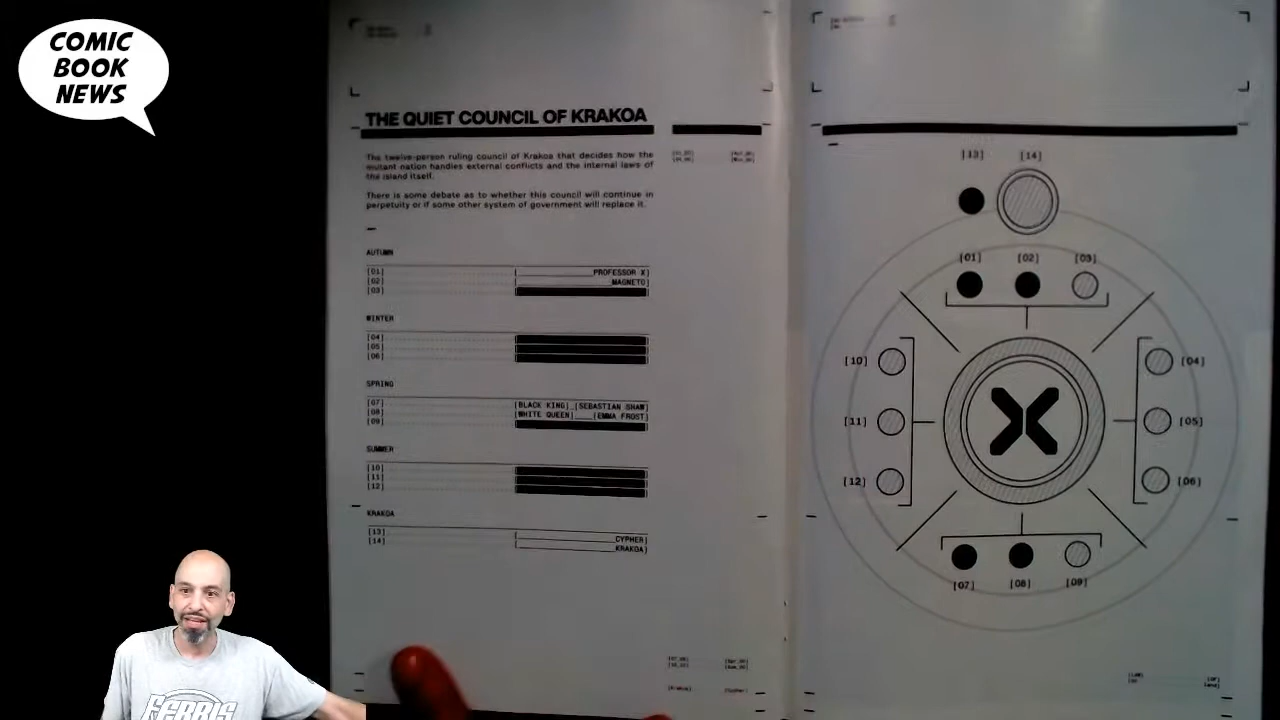 COMIC
BOOK
NEWS
THE QUIET COUNCIL OF KRAKOA
The twelve-person ruling council of Krakoa that decides how the
mutant nation handles external conflicts and the internal laws of
the island itself.
There is some debate as to whether this council will continue in
perpetuity or if some other system of government will replace it.
AUTUMN
[01] [PROFESSOR X]
[02] [MAGNETO]
[03]
WINTER
[04]
[05]
[06]
SPRING
[07] [BLACK KING]_[SEBASTIAN SHAW]
[08] [WHITE QUEEN]____[EMMA FROST]
[09]
SUMMER
[10]
[11]
[12]
KRAKOA
[13] [CYPHER]
[14] [KRAKOA]
[Krakoa] [Cypher]
[13] [14]
[01] [02] [03]
[10] [04]
[11] [05]
[12] [06]
[07] [08] [09]
X
FERRIS